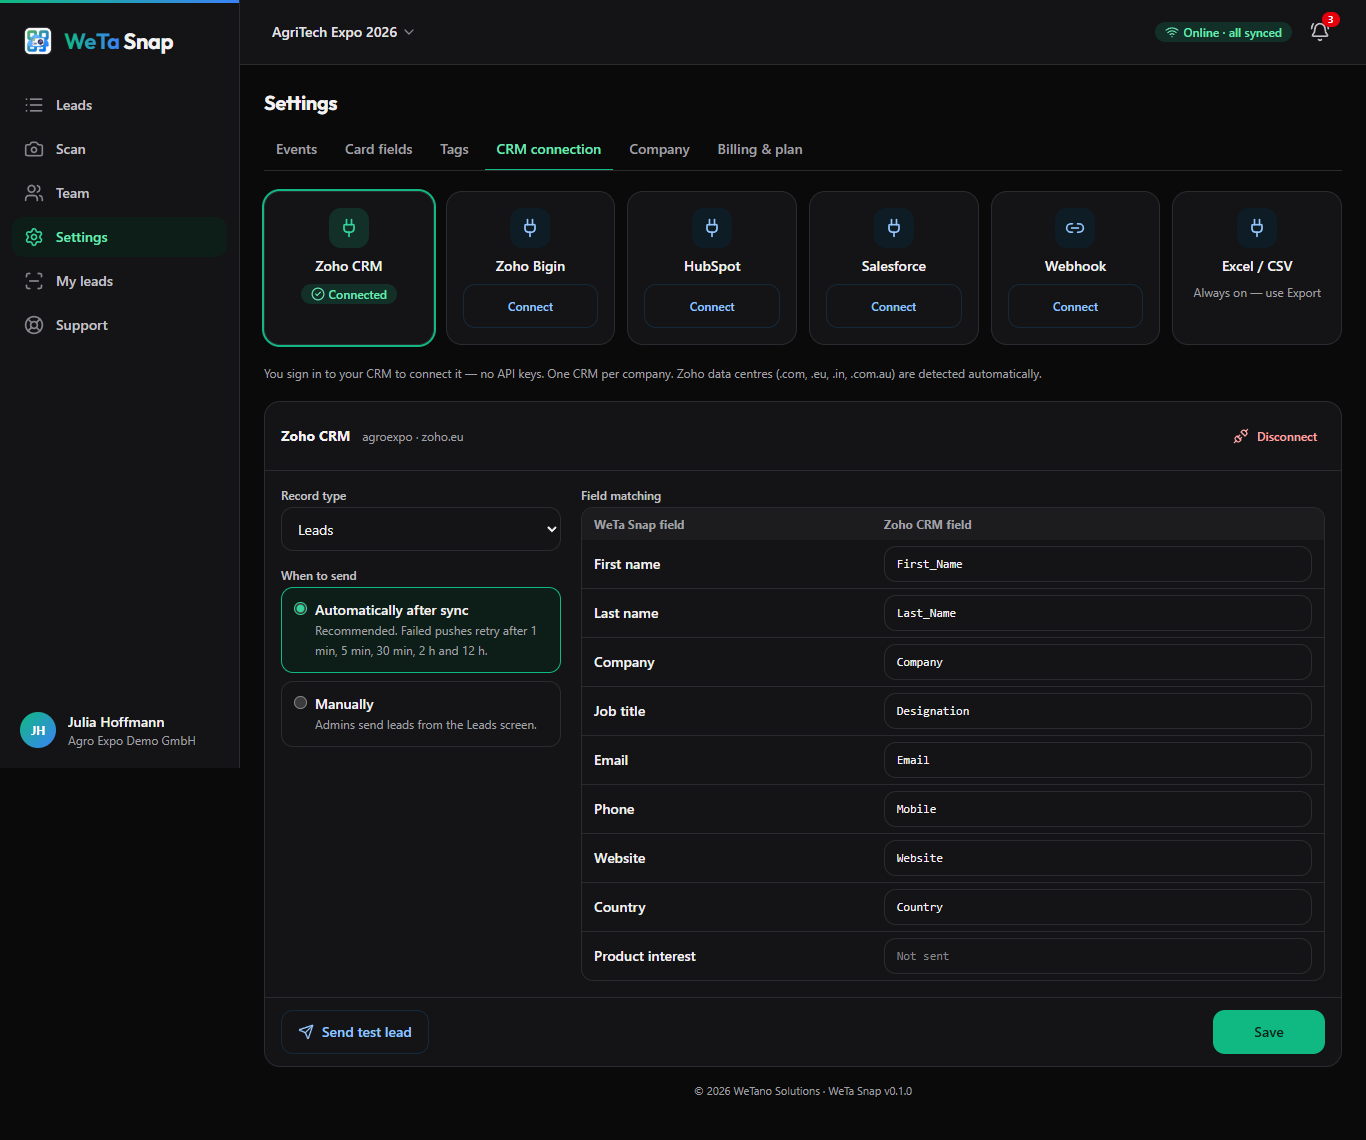 WeTa Snap
AgriTech Expo 2026
Online · all synced
3
Leads
Scan
Team
Settings
My leads
Support
JH
Julia Hoffmann
Agro Expo Demo GmbH
Settings
Events
Card fields
Tags
CRM connection
Company
Billing & plan
Zoho CRM
Connected
Zoho Bigin
Connect
HubSpot
Connect
Salesforce
Connect
Webhook
Connect
Excel / CSV
Always on — use Export
You sign in to your CRM to connect it — no API keys. One CRM per company. Zoho data centres (.com, .eu, .in, .com.au) are detected automatically.
Zoho CRM agroexpo · zoho.eu
Disconnect
Record type
Leads
When to send
Automatically after sync
Recommended. Failed pushes retry after 1
min, 5 min, 30 min, 2 h and 12 h.
Manually
Admins send leads from the Leads screen.
Field matching
WeTa Snap field Zoho CRM field
First name First_Name
Last name Last_Name
Company Company
Job title Designation
Email Email
Phone Mobile
Website Website
Country Country
Product interest Not sent
Send test lead
Save
© 2026 WeTano Solutions · WeTa Snap v0.1.0